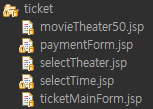 ticket
movieTheater50.jsp
paymentForm.jsp
selectTheater.jsp
selectTime.jsp
ticketMainForm.jsp